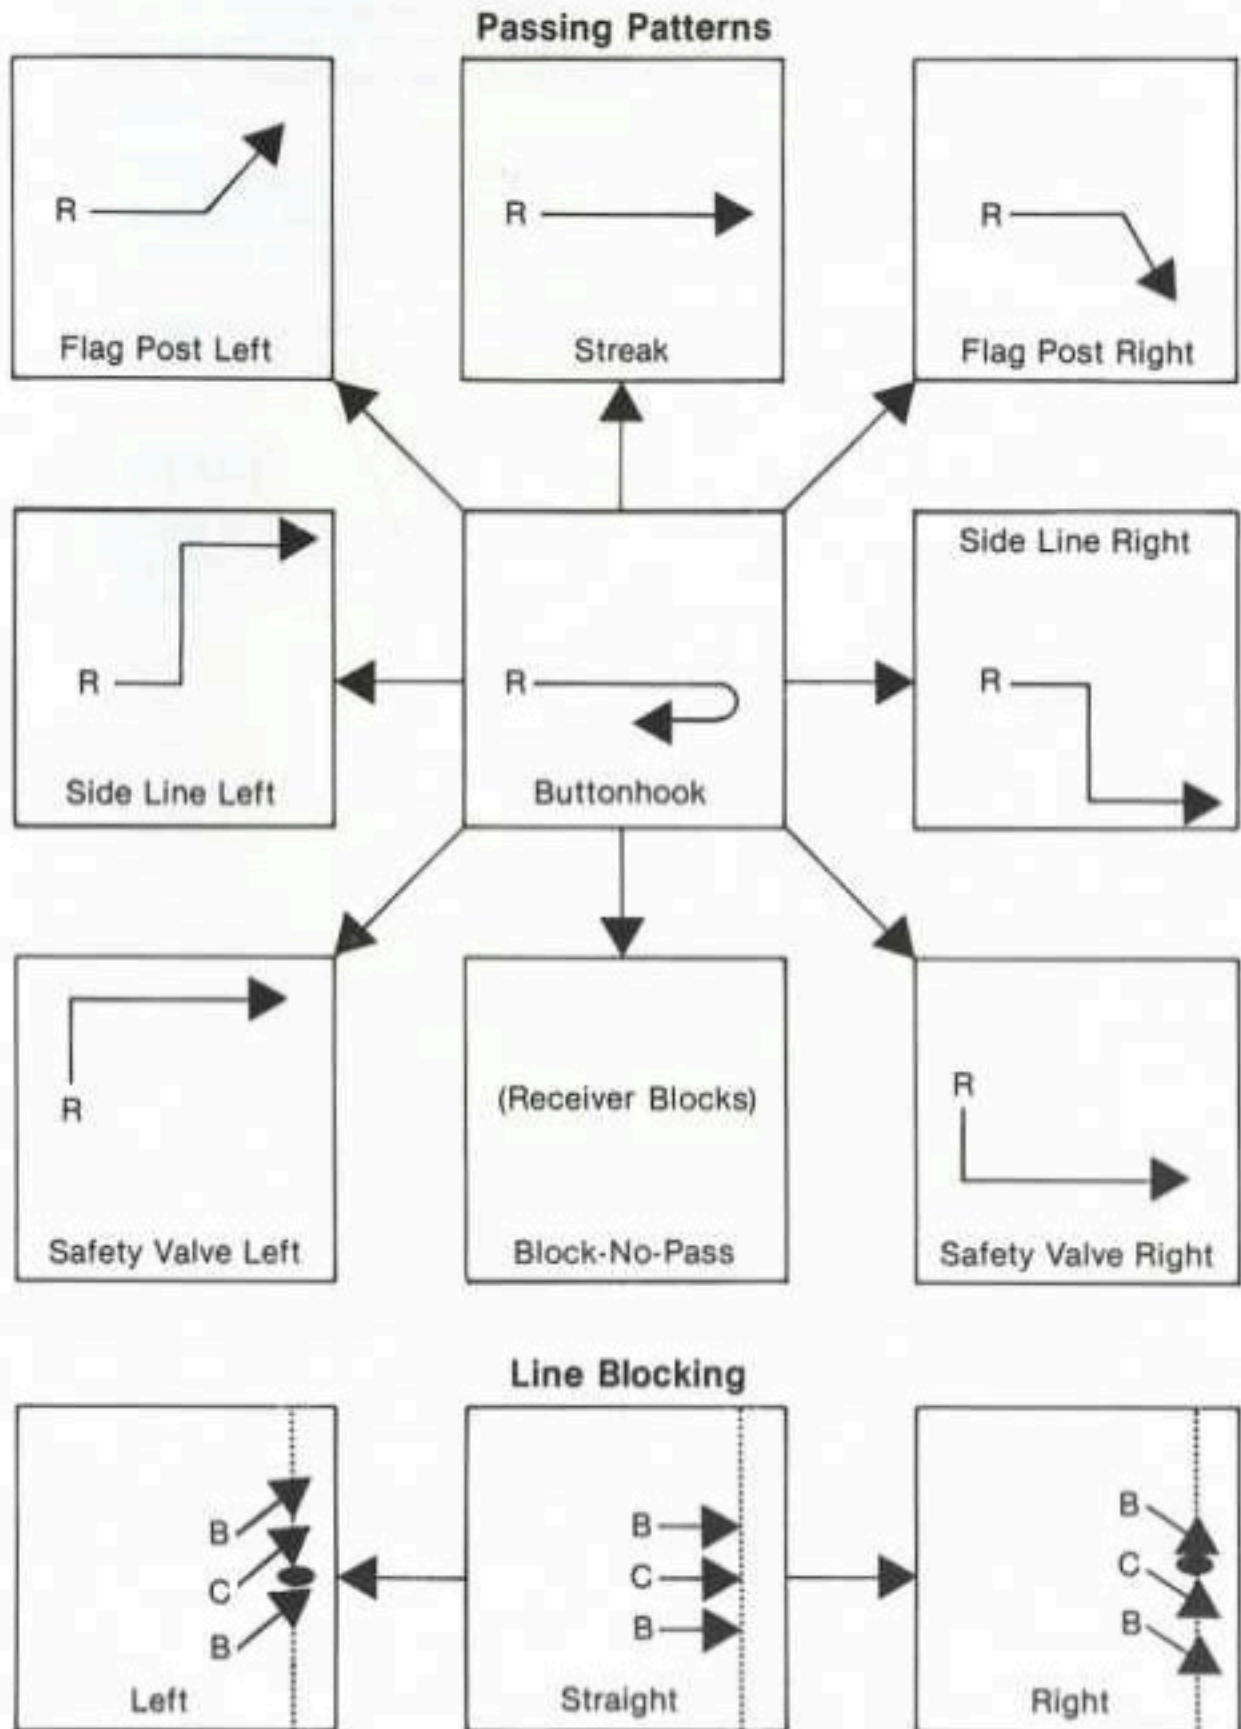 Passing Patterns
R
Flag Post Left
R
Streak
R
Flag Post Right
R
Side Line Left
R
Buttonhook
Side Line Right
R
R
Safety Valve Left
(Receiver Blocks)
Block-No-Pass
R
Safety Valve Right
Line Blocking
B
C
B
Left
B
C
B
Straight
B
C
B
Right